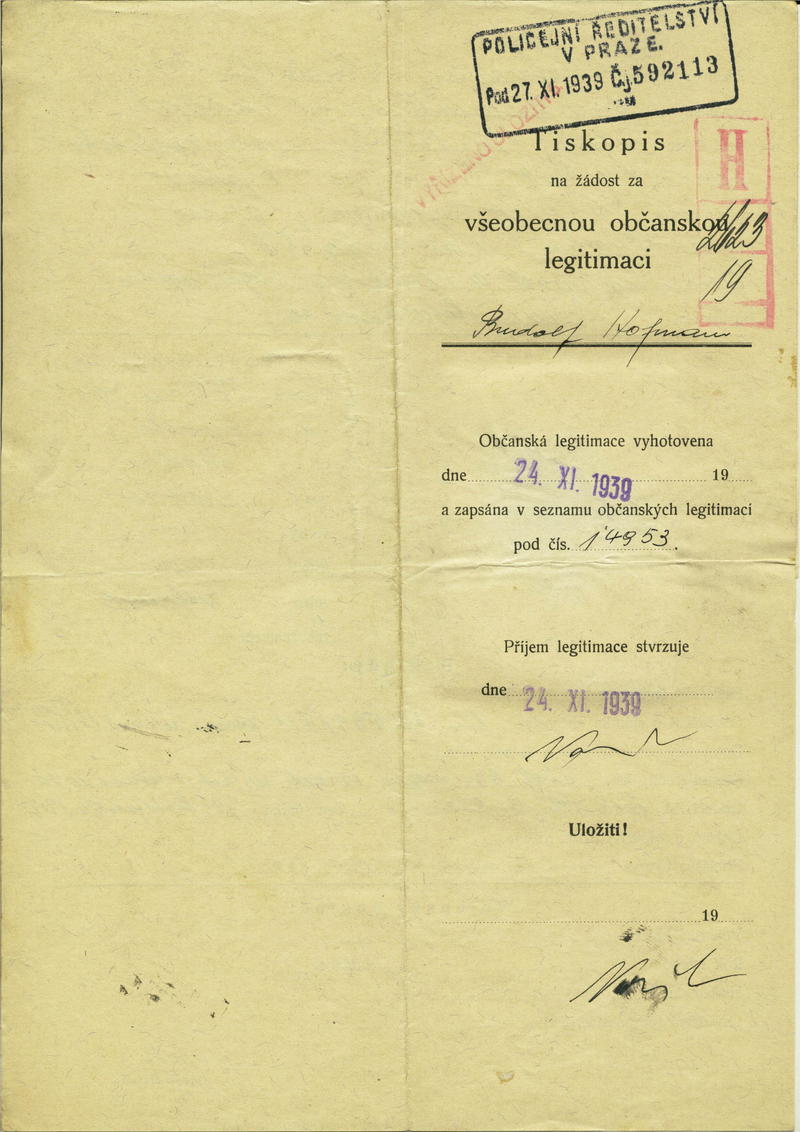 POLICEJNÍ ŘEDITELSTVÍ
V PRAZE.
Pod 27. XI. 1939 Čj. 592113
H
Tiskopis
na žádost za
všeobecnou občanskou
legitimaci
19
Rudolf Hofmann
Občanská legitimace vyhotovena
dne 24. XI. 1939 19
a zapsána v seznamu občanských legitimací
pod čís. 14953.
Příjem legitimace stvrzuje
dne 24. XI. 1939
Uložiti!
19